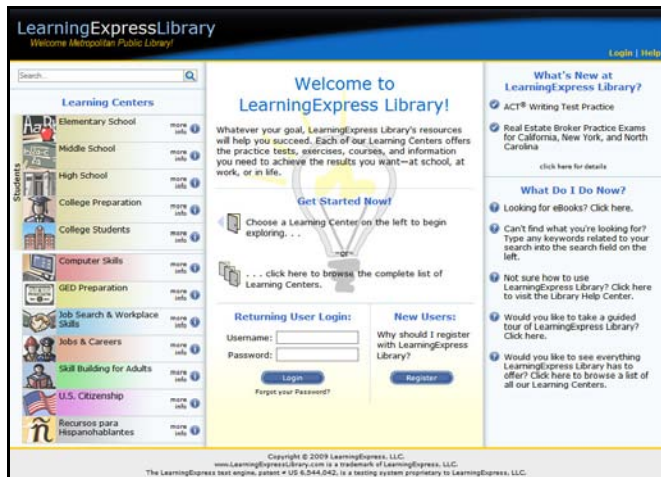 LearningExpressLibrary
Welcome Metropolitan Public Library!
Login | Help
Search...
Learning Centers
Students
Elementary School
more info
Middle School
more info
High School
more info
College Preparation
more info
College Students
more info
Computer Skills
more info
GED Preparation
more info
Job Search & Workplace
Skills
more info
Jobs & Careers
more info
Skill Building for Adults
more info
U.S. Citizenship
more info
Recursos para
Hispanohablantes
more info
Welcome to
LearningExpress Library!
Whatever your goal, LearningExpress Library's resources
will help you succeed. Each of our Learning Centers offers
the practice tests, exercises, courses, and information
you need to achieve the results you want—at school, at
work, or in life.
Get Started Now!
Choose a Learning Center on the left to begin
exploring. . .
~or~
. . . click here to browse the complete list of
Learning Centers.
Returning User Login:
Username:
Password:
Login
Forgot your Password?
New Users:
Why should I register
with LearningExpress
Library?
Register
What's New at
LearningExpress Library?
ACT® Writing Test Practice
Real Estate Broker Practice Exams
for California, New York, and North
Carolina
click here for details
What Do I Do Now?
Looking for eBooks? Click here.
Can't find what you're looking for?
Type any keywords related to your
search into the search field on the
left.
Not sure how to use
LearningExpress Library? Click here
to visit the Library Help Center.
Would you like to take a guided
tour of LearningExpress Library?
Click here.
Would you like to see everything
LearningExpress Library has to
offer? Click here to browse a list of
all our Learning Centers.
Copyright © 2009 LearningExpress, LLC.
www.LearningExpressLibrary.com is a trademark of LearningExpress, LLC.
The LearningExpress test engine, patent # US 6,544,042, is a testing system proprietary to LearningExpress, LLC.